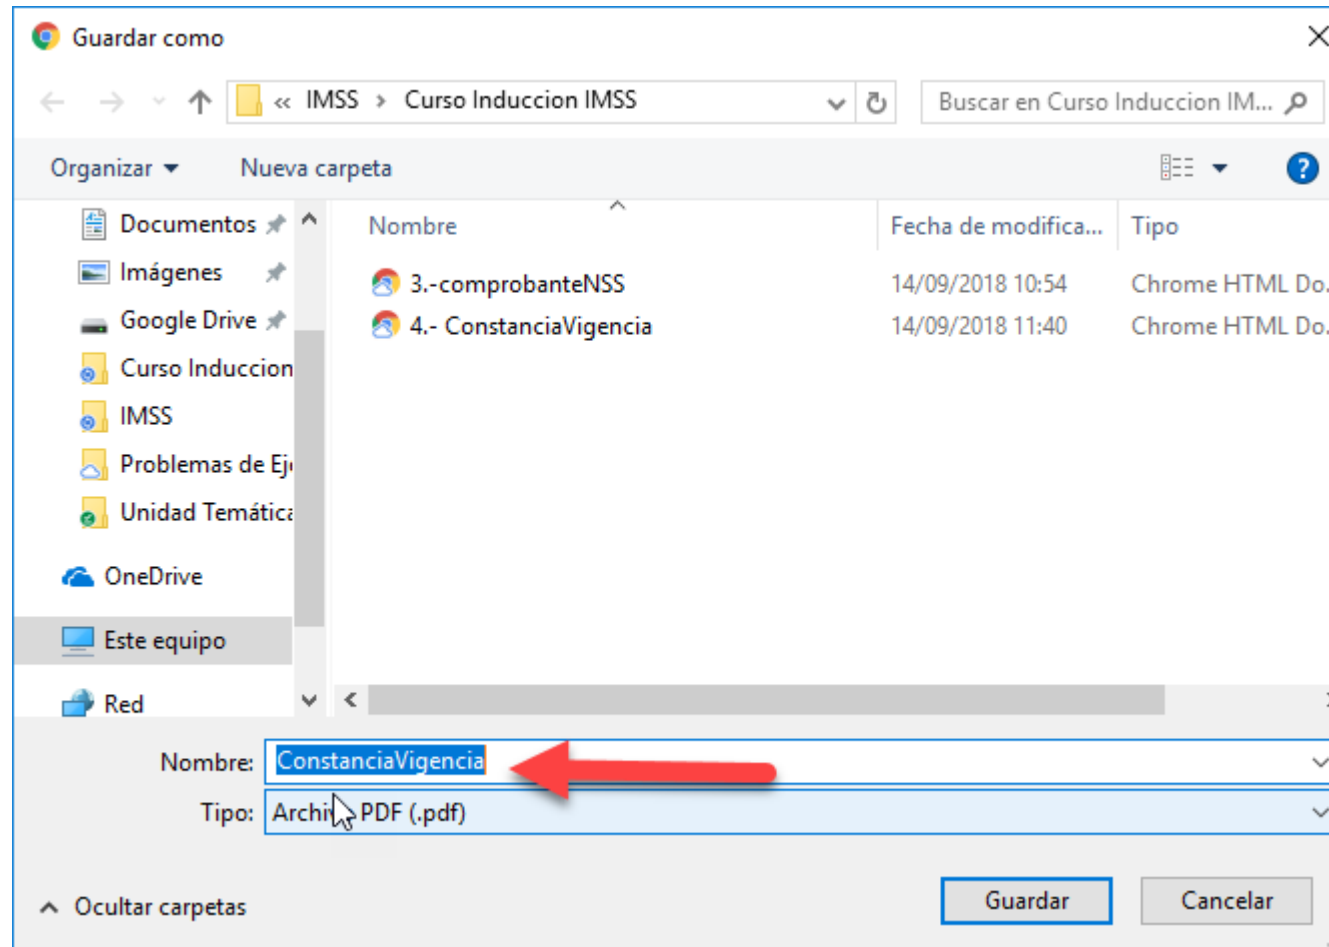 Guardar como
« IMSS > Curso Induccion IMSS
Buscar en Curso Induccion IM...
Organizar
Nueva carpeta
?
Documentos
Imágenes
Google Drive
Curso Induccion
IMSS
Problemas de Eje
Unidad Temática
OneDrive
Este equipo
Red
Nombre Fecha de modifica... Tipo
3.-comprobanteNSS 14/09/2018 10:54 Chrome HTML Do.
4.- ConstanciaVigencia 14/09/2018 11:40 Chrome HTML Do.
Nombre: ConstanciaVigencia
Tipo: Archivo PDF (.pdf)
Ocultar carpetas
Guardar
Cancelar